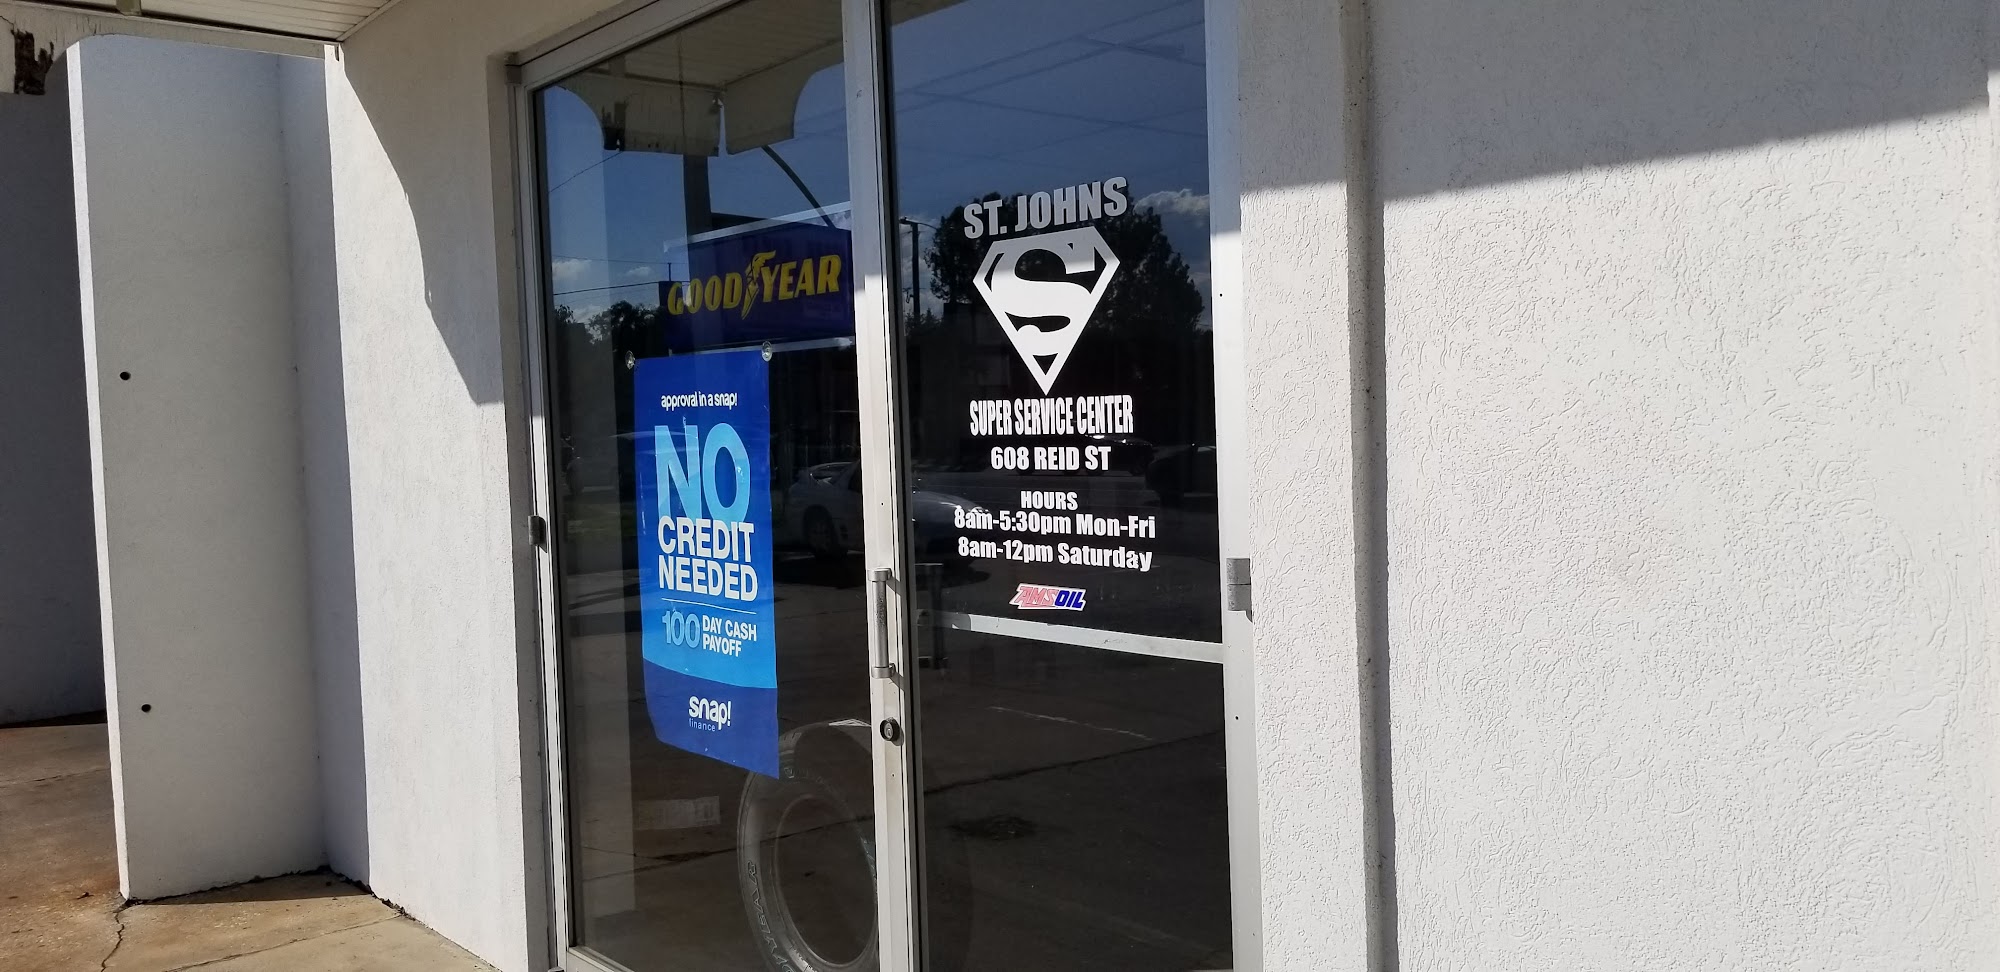 GOODYEAR
approval in a snap!
NO
CREDIT
NEEDED
100 DAY CASH
PAYOFF
snap!
finance
ST. JOHNS
S
SUPER SERVICE CENTER
608 REID ST
HOURS
8am-5:30pm Mon-Fri
8am-12pm Saturday
AMSOIL